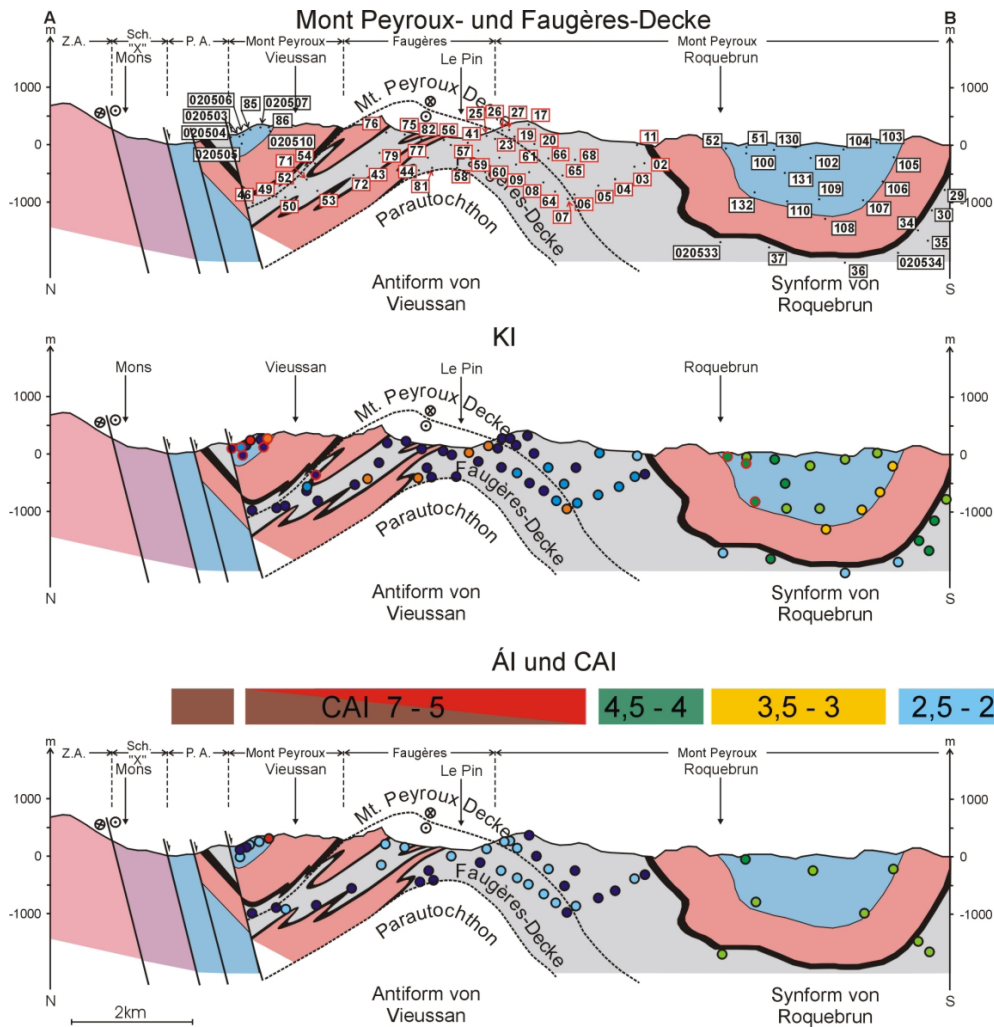 Mont Peyroux- und Faugères-Decke
A B
m m
Z.A. Sch. "X" P. A. Mont Peyroux Faugères Mont Peyroux
Mons Vieussan Le Pin Roquebrun
Mt. Peyroux Decke
1000 1000
0 0
-1000 -1000
020506 85 020507
020503 86
020504
020505 020510
71 54
52
46 49
50 53
76 75 82 56 41 25 26 27 17
79 77 57 23 19 20
72 43 44 81 58 59 60 61 66 68
09 65
08 64 07 06 05 04 03 02 11
52 51 130 104 103
100 102 105
131 109 106
132 110 108 107 34
29 30 35
020533 37 36 020534
Faugères-Decke
Parautochthon
N S
Antiform von Vieussan
Synform von Roquebrun
KI
m m
Mons Vieussan Le Pin Roquebrun
Mt. Peyroux Decke
1000 1000
0 0
-1000 -1000
Faugères-Decke
Parautochthon
N S
Antiform von Vieussan
Synform von Roquebrun
ÁI und CAI
CAI 7 - 5 4,5 - 4 3,5 - 3 2,5 - 2
m m
Z.A. Sch. "X" P. A. Mont Peyroux Faugères Mont Peyroux
Mons Vieussan Le Pin Roquebrun
Mt. Peyroux Decke
1000 1000
0 0
-1000 -1000
Faugères-Decke
Parautochthon
N S
2km
Antiform von Vieussan
Synform von Roquebrun